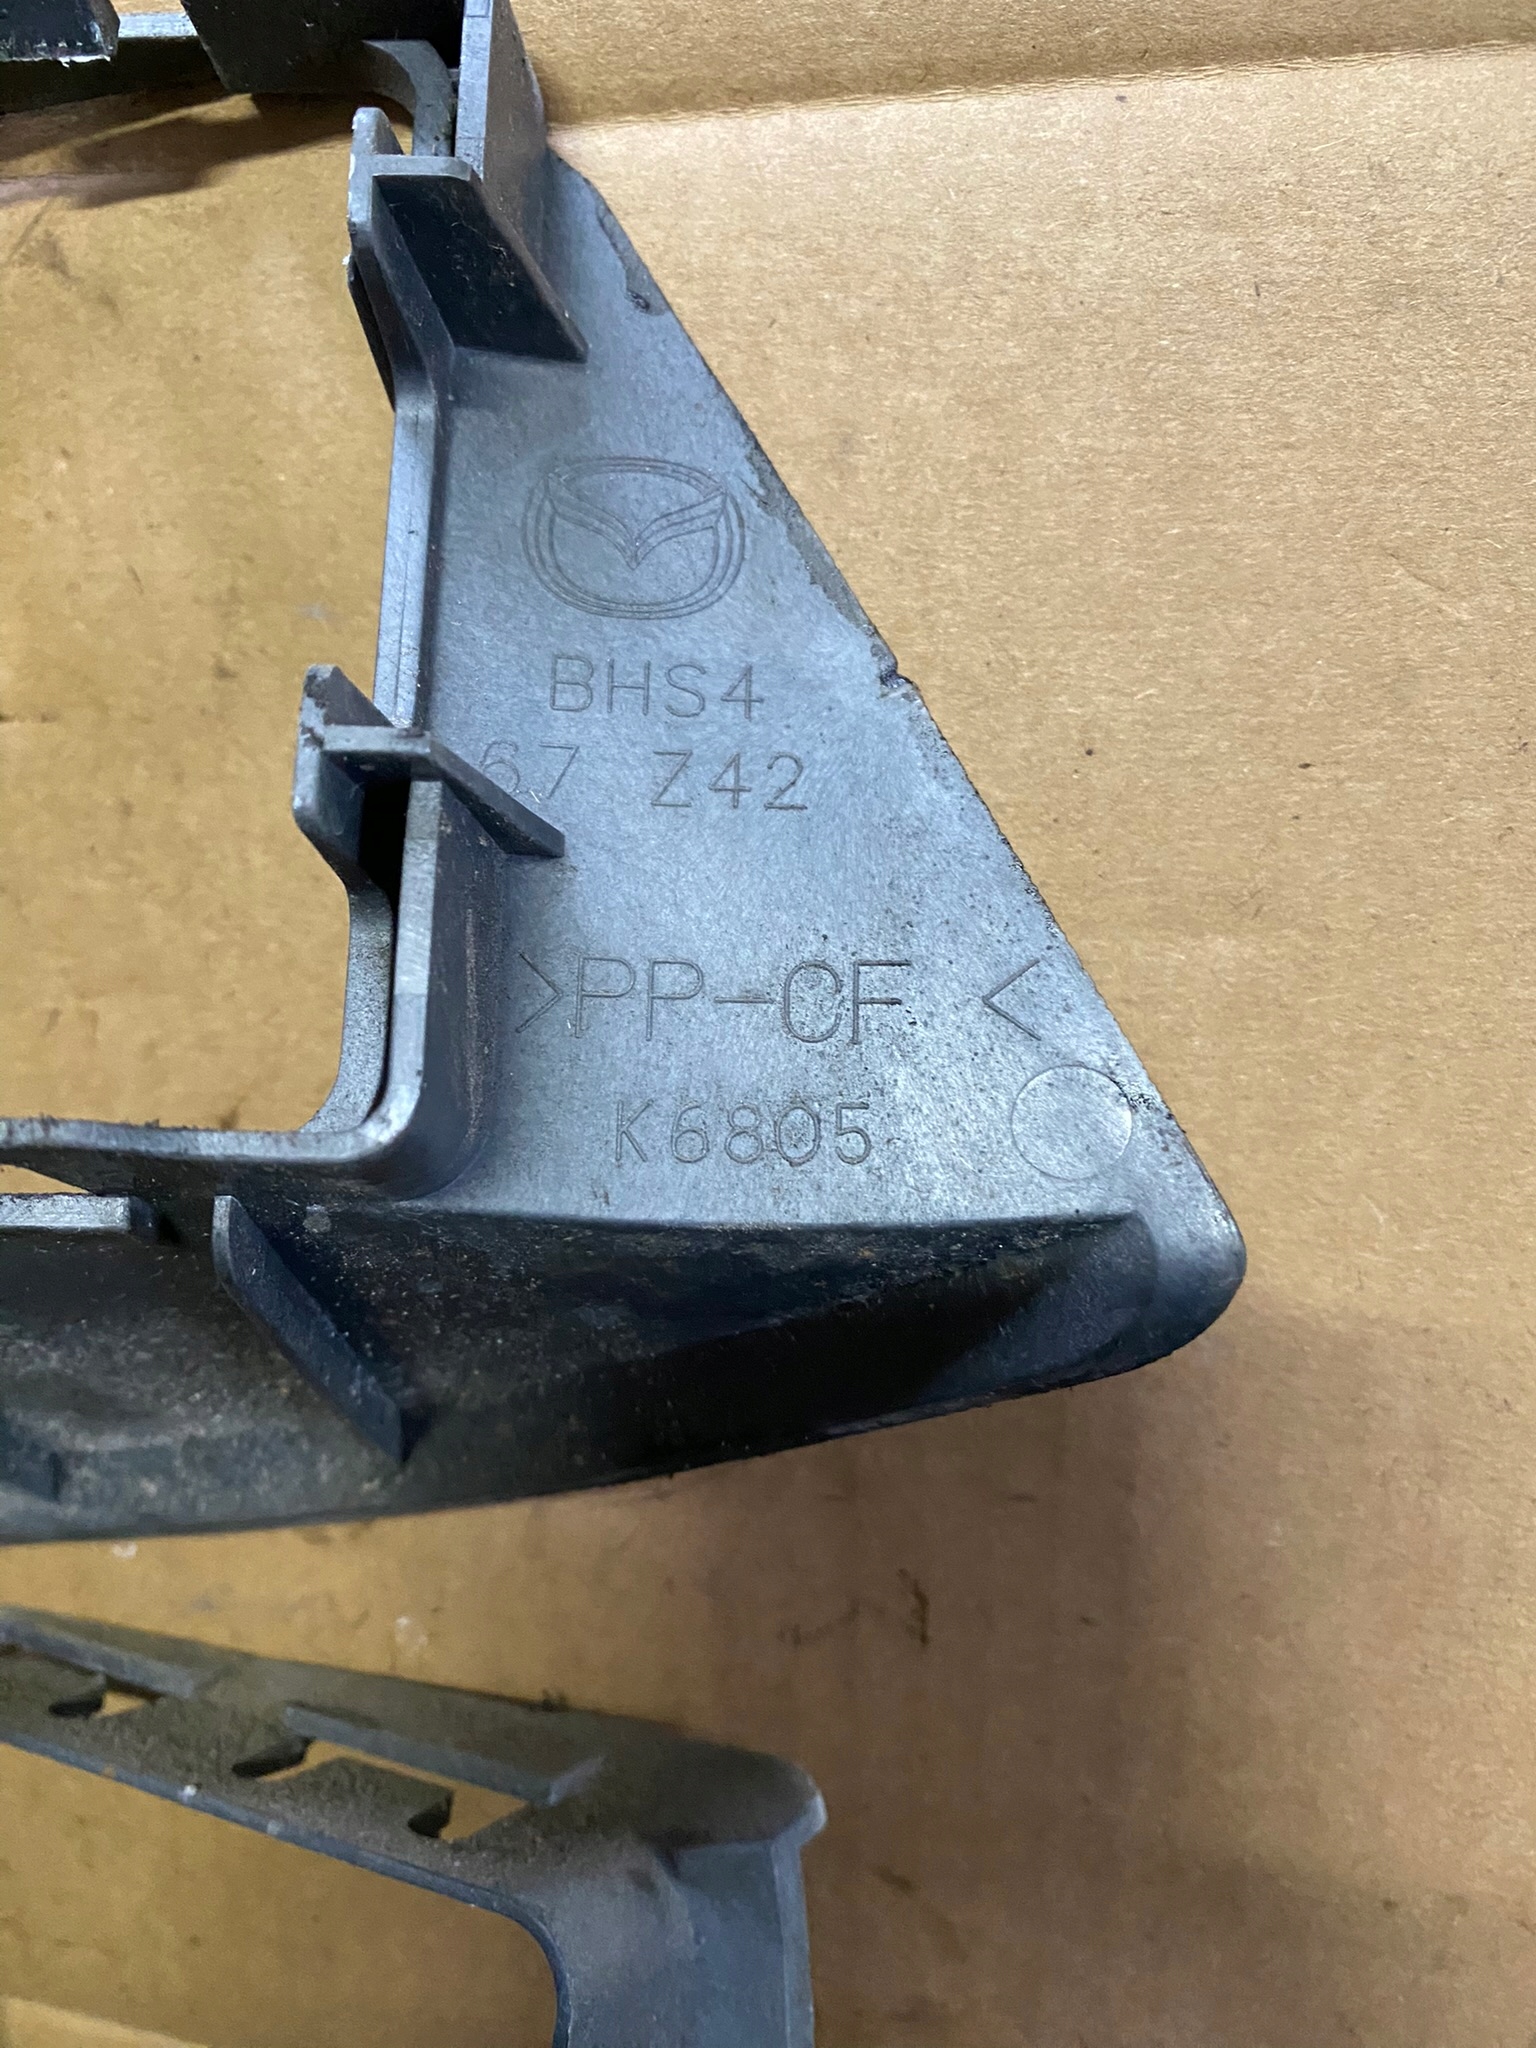 BHS4
67 Z42
>PP-CF <
K6805